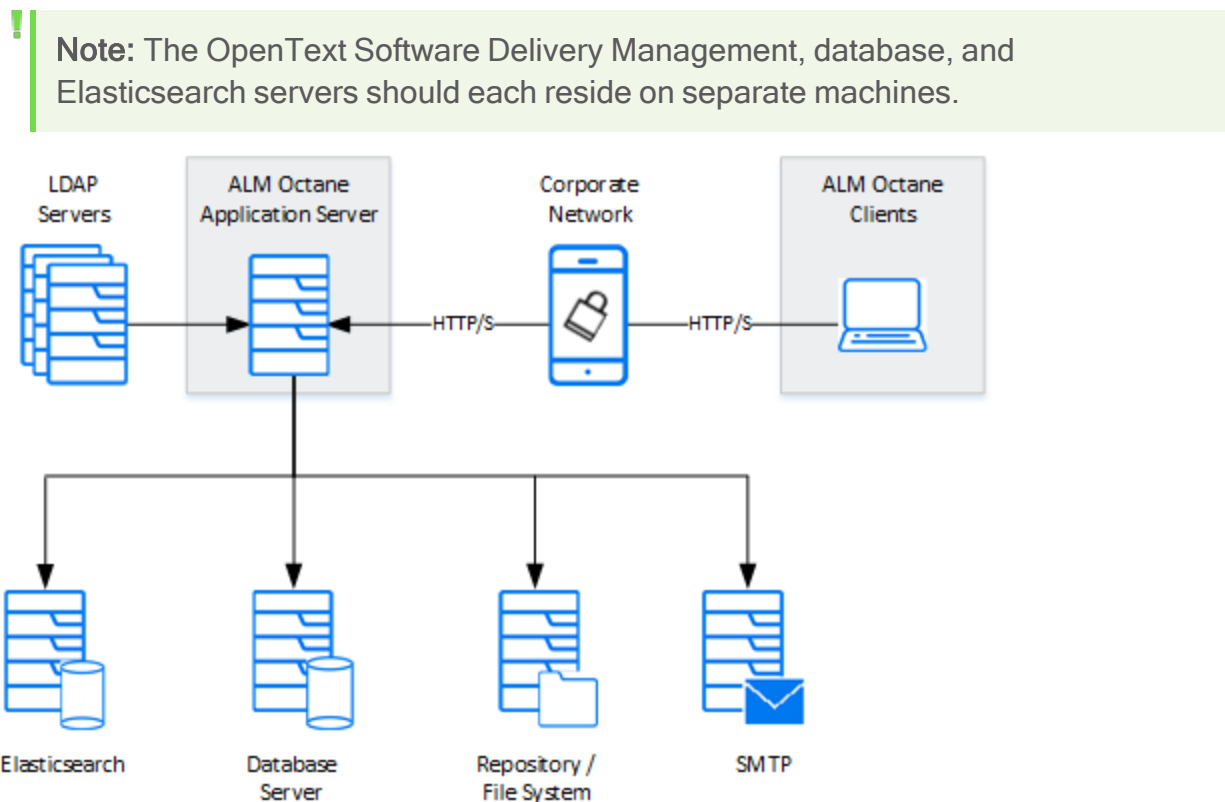 Note: The OpenText Software Delivery Management, database, and
Elasticsearch servers should each reside on separate machines.
LDAP
Servers
ALM Octane
Application Server
Corporate
Network
ALM Octane
Clients
HTTP/S
HTTP/S
Elasticsearch
Database
Server
Repository /
File System
SMTP